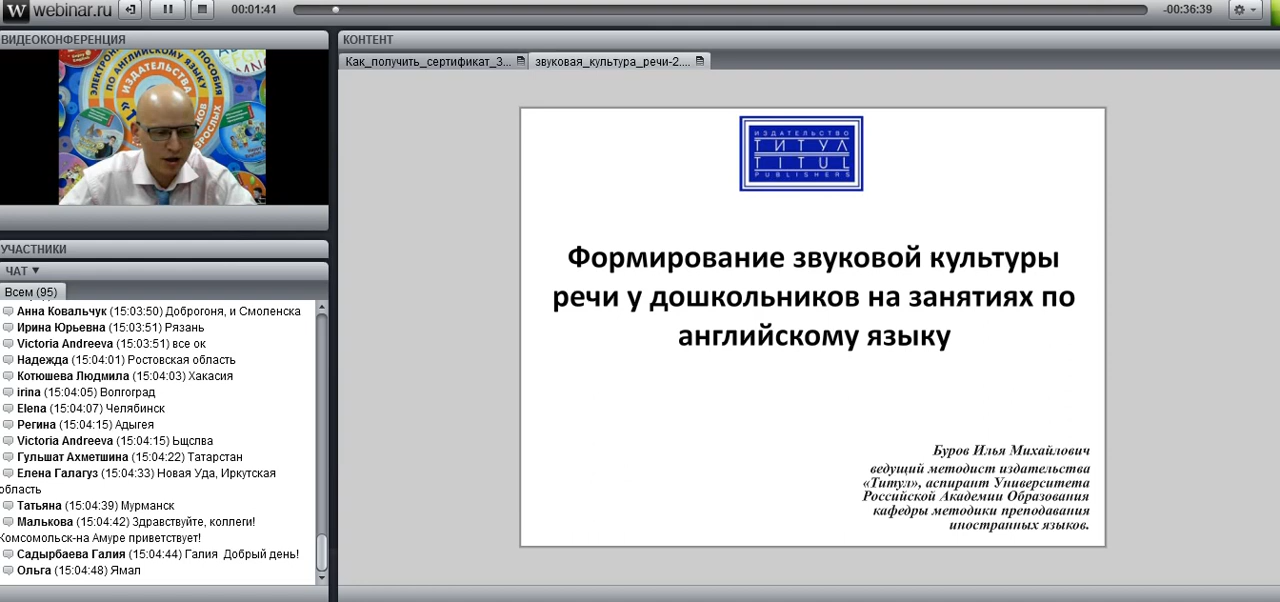 webinar.ru
00:01:41
-00:36:39
ВИДЕОКОНФЕРЕНЦИЯ
ЭЛЕКТРОННЫЕ ПОСОБИЯ
ПО АНГЛИЙСКОМУ ЯЗЫКУ
ИЗДАТЕЛЬСТВА
УЧАСТНИКИ
ЧАТ
Всем (95)
Анна Ковальчук (15:03:50) Доброгоня, и Смоленска
Ирина Юрьевна (15:03:51) Рязань
Victoria Andreeva (15:03:51) все ок
Надежда (15:04:01) Ростовская область
Котюшева Людмила (15:04:03) Хакасия
irina (15:04:05) Волгоград
Elena (15:04:07) Челябинск
Регина (15:04:15) Адыгея
Victoria Andreeva (15:04:15) Ьщслва
Гульшат Ахметшина (15:04:22) Татарстан
Елена Галагуз (15:04:33) Новая Уда, Иркутская
область
Татьяна (15:04:39) Мурманск
Малькова (15:04:42) Здравствуйте, коллеги!
Комсомольск-на Амуре приветствует!
Садырбаева Галия (15:04:44) Галия Добрый день!
Ольга (15:04:48) Ямал
КОНТЕНТ
Как_получить_сертификат_3...
звуковая_культура_речи-2....
ИЗДАТЕЛЬСТВО
ТИТУЛ
TITUL
PUBLISHERS
Формирование звуковой культуры
речи у дошкольников на занятиях по
английскому языку
Буров Илья Михайлович
ведущий методист издательства
«Титул», аспирант Университета
Российской Академии Образования
кафедры методики преподавания
иностранных языков.